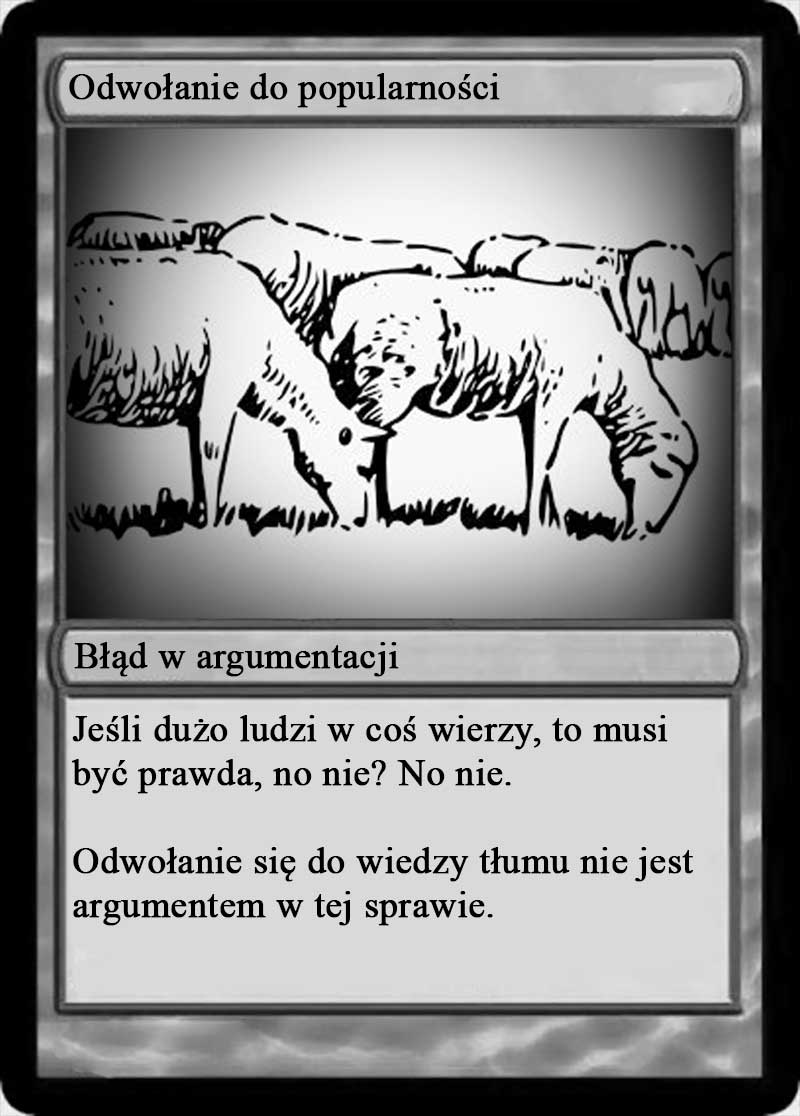 Odwołanie do popularności
Błąd w argumentacji
Jeśli dużo ludzi w coś wierzy, to musi
być prawda, no nie? No nie.
Odwołanie się do wiedzy tłumu nie jest
argumentem w tej sprawie.